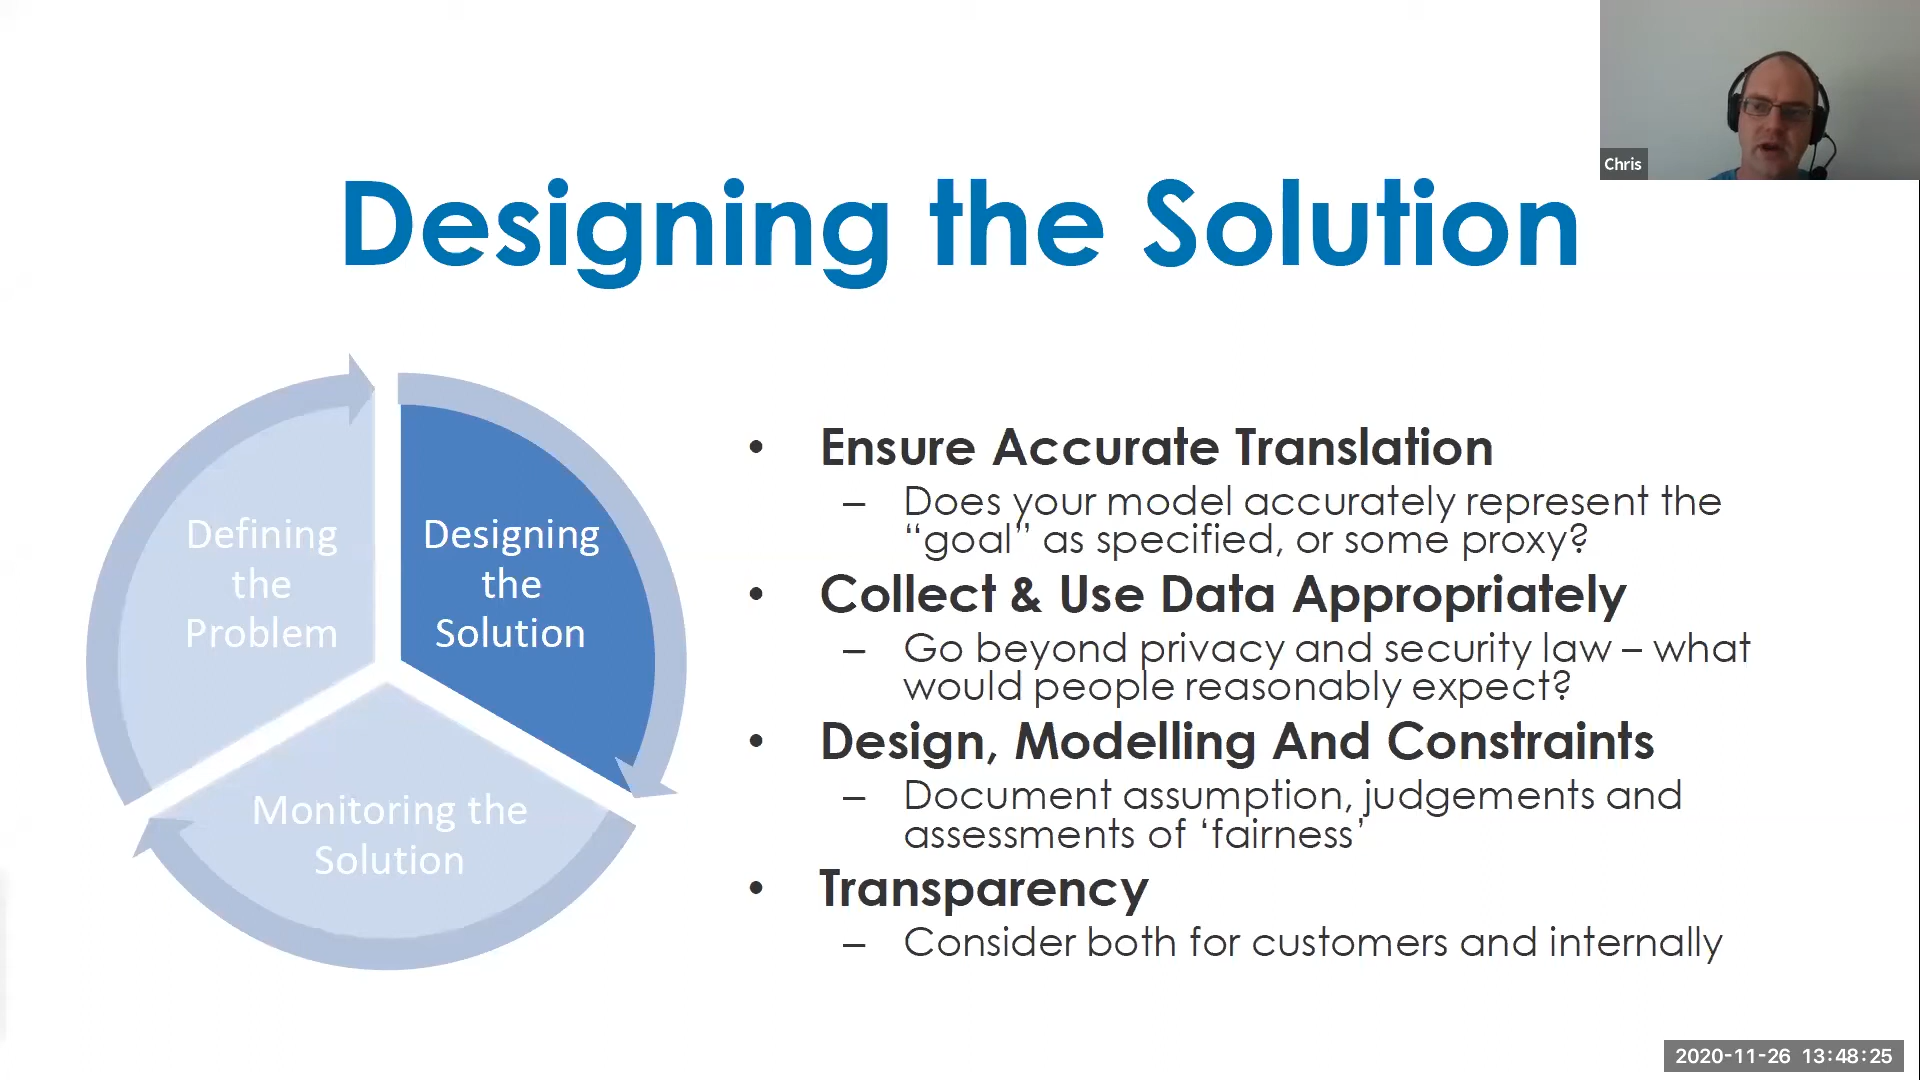 Chris
Designing the Solution
Defining
the
Problem
Designing
the
Solution
Monitoring the
Solution
• Ensure Accurate Translation
– Does your model accurately represent the
“goal” as specified, or some proxy?
• Collect & Use Data Appropriately
– Go beyond privacy and security law – what
would people reasonably expect?
• Design, Modelling And Constraints
– Document assumption, judgements and
assessments of ‘fairness’
• Transparency
– Consider both for customers and internally
2020-11-26 13:48:25